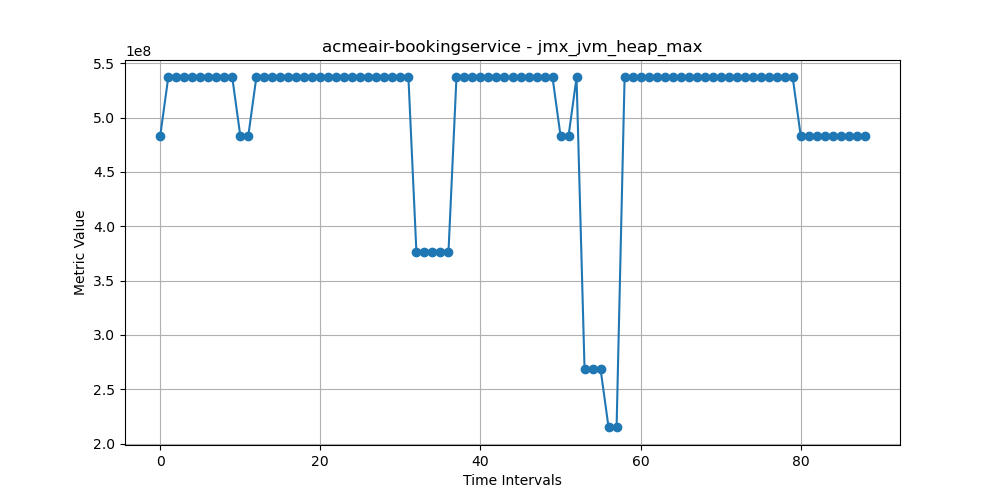 acmeair-bookingservice - jmx_jvm_heap_max
1e8
5.5
5.0
4.5
4.0
3.5
3.0
2.5
2.0
Metric Value
0 20 40 60 80
Time Intervals